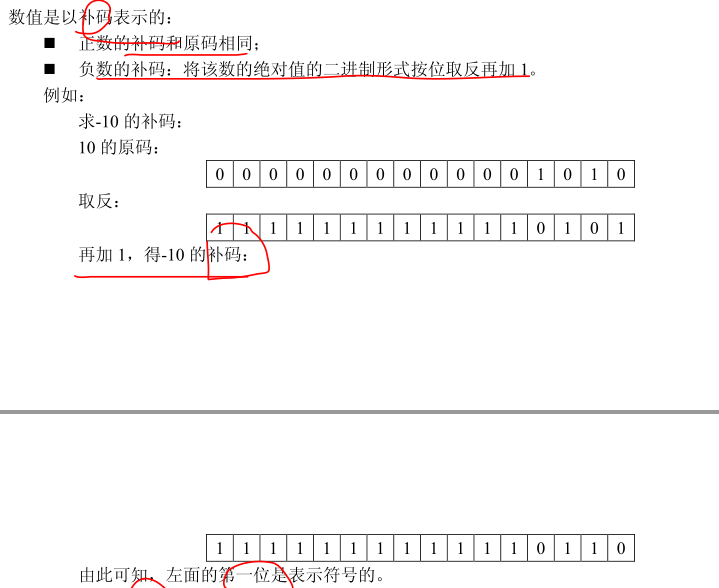 数值是以补码表示的：
■ 正数的补码和原码相同；
■ 负数的补码：将该数的绝对值的二进制形式按位取反再加 1。
例如：
求-10 的补码：
10 的原码：
0 0 0 0 0 0 0 0 0 0 0 0 1 0 1 0
取反：
1 1 1 1 1 1 1 1 1 1 1 1 0 1 0 1
再加 1，得-10 的补码：
1 1 1 1 1 1 1 1 1 1 1 1 0 1 1 0
由此可知，左面的第一位是表示符号的。